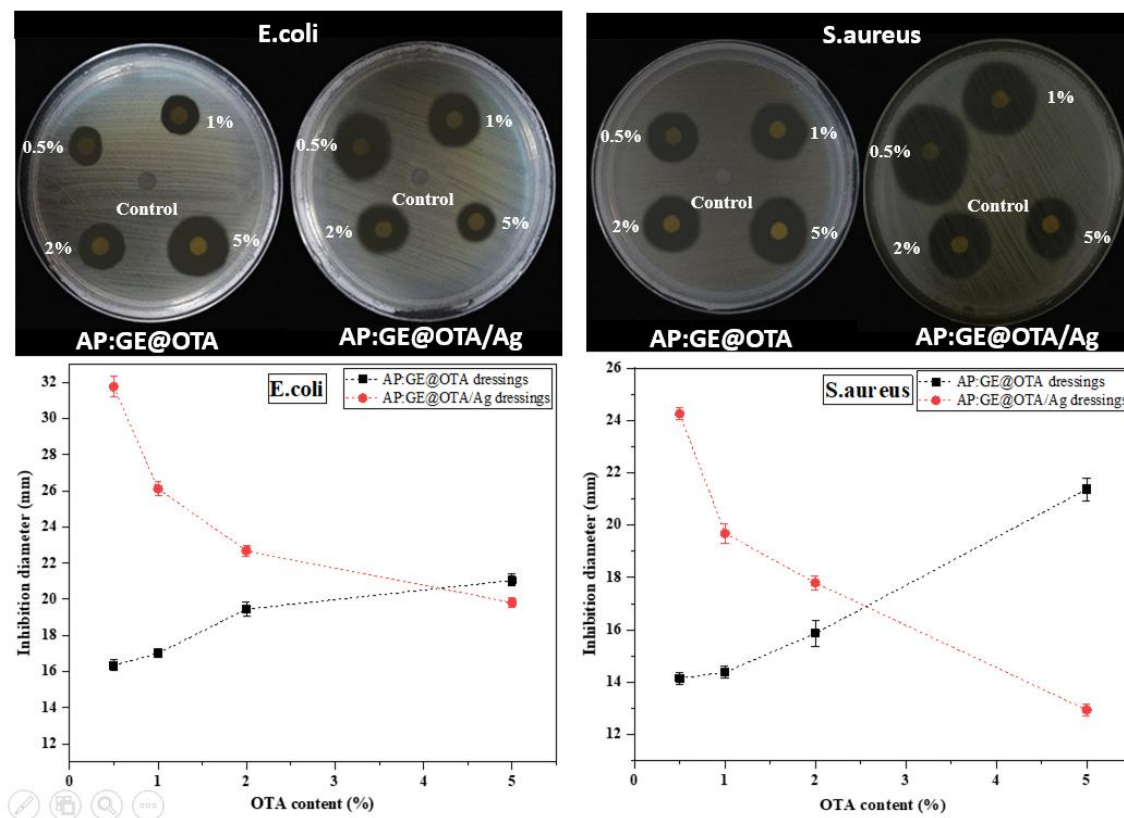 E.coli
1%
0.5%
Control
2%
5%
AP:GE@OTA
1%
0.5%
Control
2%
5%
AP:GE@OTA/Ag
S.aureus
0.5%
1%
Control
2%
5%
AP:GE@OTA
1%
0.5%
Control
2%
5%
AP:GE@OTA/Ag
E.coli
AP:GE@OTA dressings
AP:GE@OTA/Ag dressings
Inhibition diameter (mm)
32
30
28
26
24
22
20
18
16
14
12
0 1 2 3 4 5
OTA content (%)
S.aureus
AP:GE@OTA dressings
AP:GE@OTA/Ag dressings
Inhibition diameter (mm)
26
24
22
20
18
16
14
12
0 1 2 3 4 5
OTA content (%)